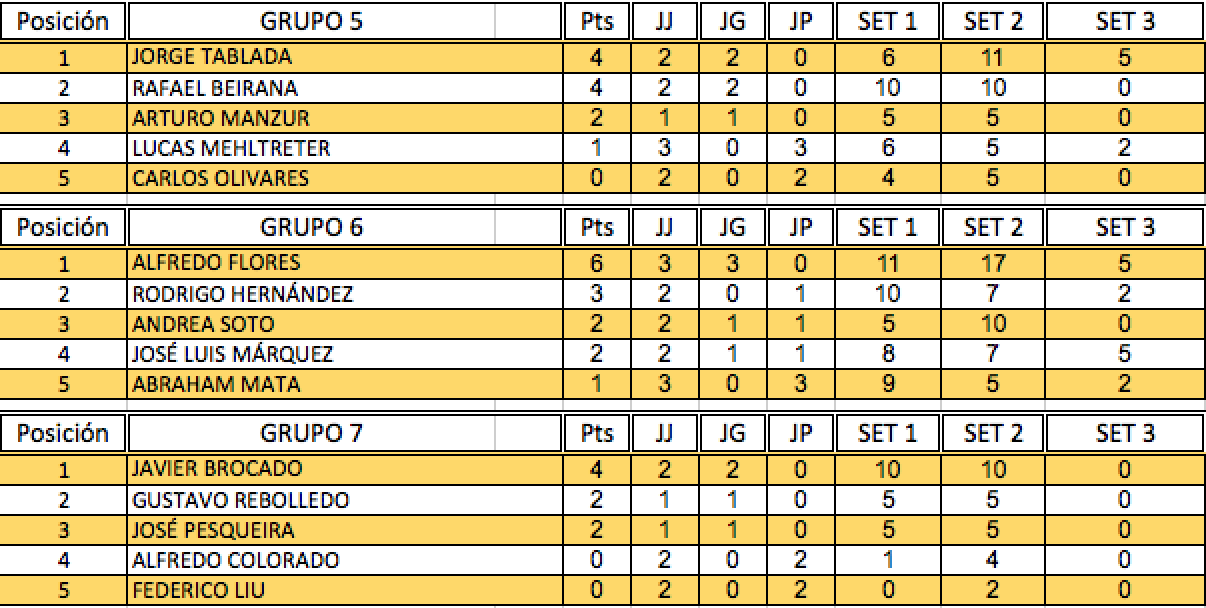 Posición GRUPO 5 Pts JJ JG JP SET 1 SET 2 SET 3
1 JORGE TABLADA 4 2 2 0 6 11 5
2 RAFAEL BEIRANA 4 2 2 0 10 10 0
3 ARTURO MANZUR 2 1 1 0 5 5 0
4 LUCAS MEHLTRETER 1 3 0 3 6 5 2
5 CARLOS OLIVARES 0 2 0 2 4 5 0
Posición GRUPO 6 Pts JJ JG JP SET 1 SET 2 SET 3
1 ALFREDO FLORES 6 3 3 0 11 17 5
2 RODRIGO HERNÁNDEZ 3 2 0 1 10 7 2
3 ANDREA SOTO 2 2 1 1 5 10 0
4 JOSÉ LUIS MÁRQUEZ 2 2 1 1 8 7 5
5 ABRAHAM MATA 1 3 0 3 9 5 2
Posición GRUPO 7 Pts JJ JG JP SET 1 SET 2 SET 3
1 JAVIER BROCADO 4 2 2 0 10 10 0
2 GUSTAVO REBOLLEDO 2 1 1 0 5 5 0
3 JOSÉ PESQUEIRA 2 1 1 0 5 5 0
4 ALFREDO COLORADO 0 2 0 2 1 4 0
5 FEDERICO LIU 0 2 0 2 0 2 0